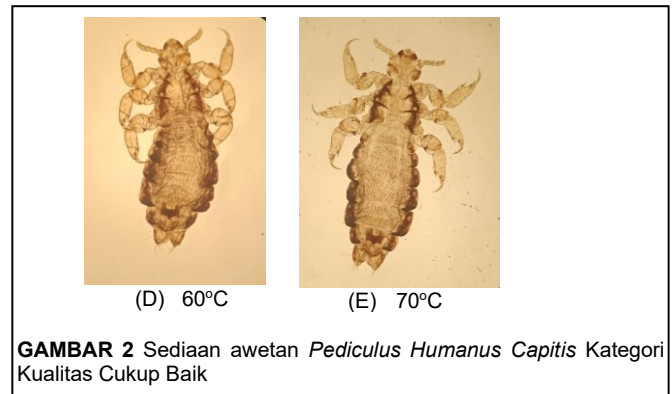 (D) 60°C
(E) 70°C
GAMBAR 2 Sediaan awetan Pediculus Humanus Capitis Kategori
Kualitas Cukup Baik